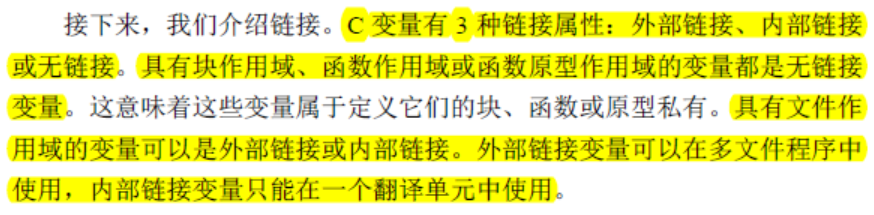 接下来，我们介绍链接。C 变量有 3 种链接属性：外部链接、内部链接
或无链接。具有块作用域、函数作用域或函数原型作用域的变量都是无链接
变量。这意味着这些变量属于定义它们的块、函数或原型私有。具有文件作
用域的变量可以是外部链接或内部链接。外部链接变量可以在多文件程序中
使用，内部链接变量只能在一个翻译单元中使用。